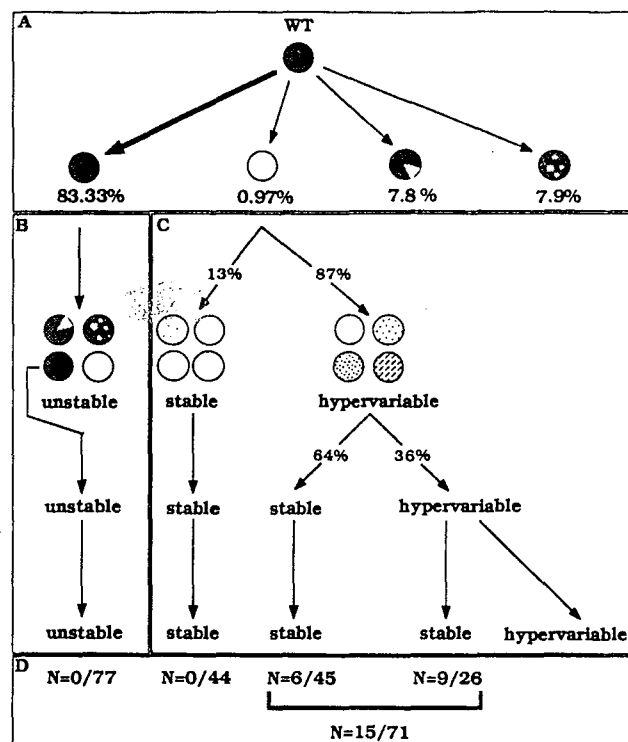 A
WT
83.33% 0.97% 7.8 % 7.9%
B C
13% 87%
unstable stable hypervariable
64% 36%
unstable stable stable hypervariable
unstable stable stable stable hypervariable
D N=0/77 N=0/44 N=6/45 N=9/26
N=15/71